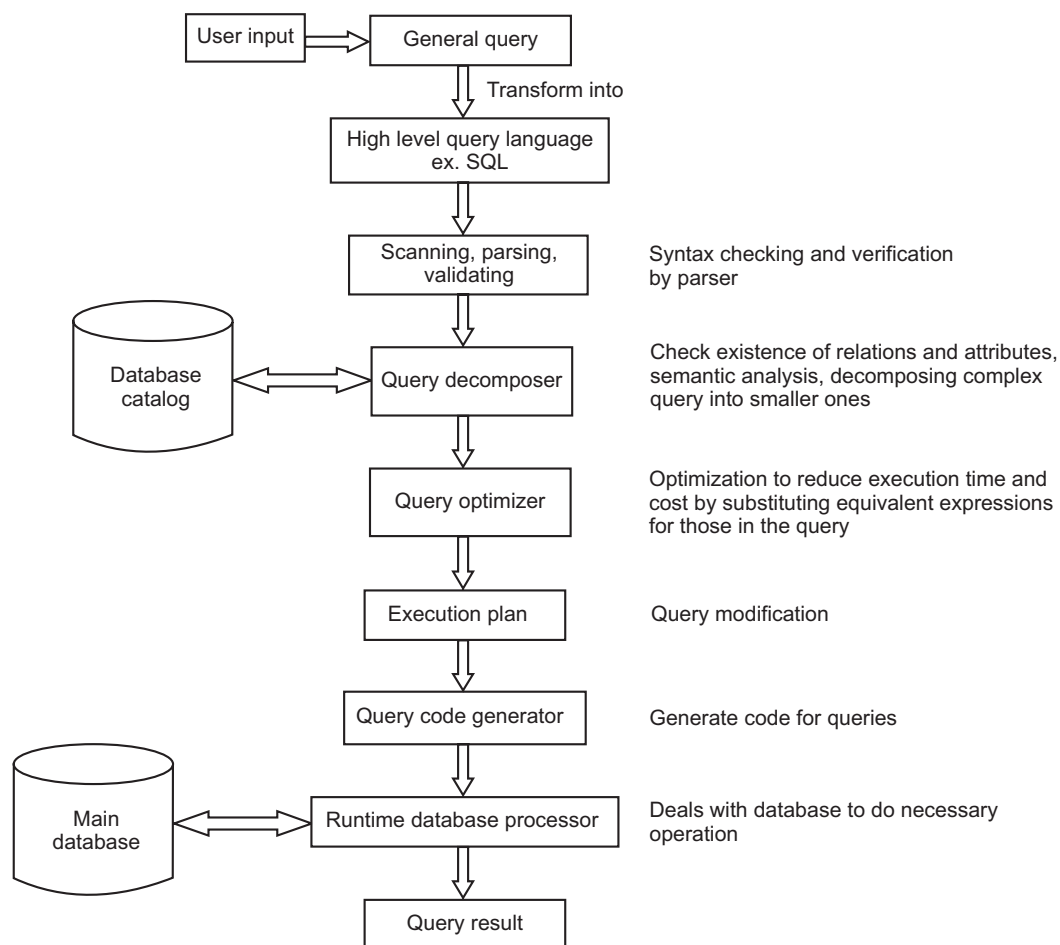 User input
General query
Transform into
High level query language
ex. SQL
Scanning, parsing,
validating
Syntax checking and verification
by parser
Database
catalog
Query decomposer
Check existence of relations and attributes,
semantic analysis, decomposing complex
query into smaller ones
Query optimizer
Optimization to reduce execution time and
cost by substituting equivalent expressions
for those in the query
Execution plan
Query modification
Query code generator
Generate code for queries
Main
database
Runtime database processor
Deals with database to do necessary
operation
Query result